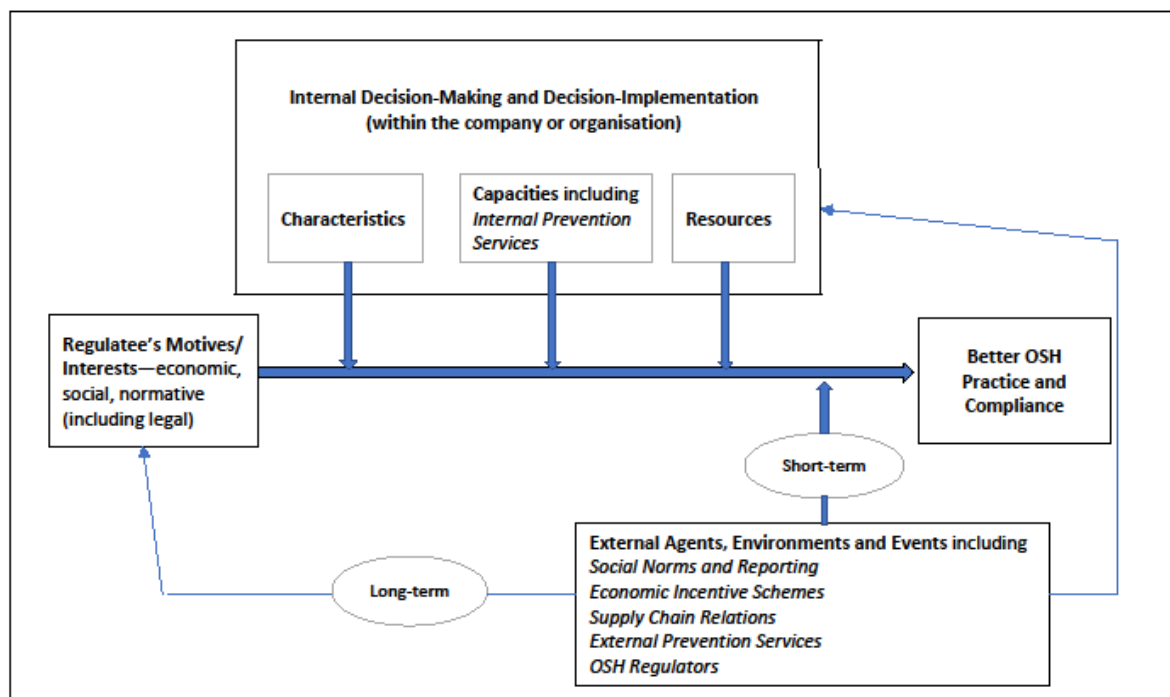 Internal Decision-Making and Decision-Implementation
(within the company or organisation)
Characteristics
Capacities including
Internal Prevention
Services
Resources
Regulatee's Motives/
Interests—economic,
social, normative
(including legal)
Better OSH
Practice and
Compliance
Short-term
External Agents, Environments and Events including
Social Norms and Reporting
Economic Incentive Schemes
Supply Chain Relations
External Prevention Services
OSH Regulators
Long-term